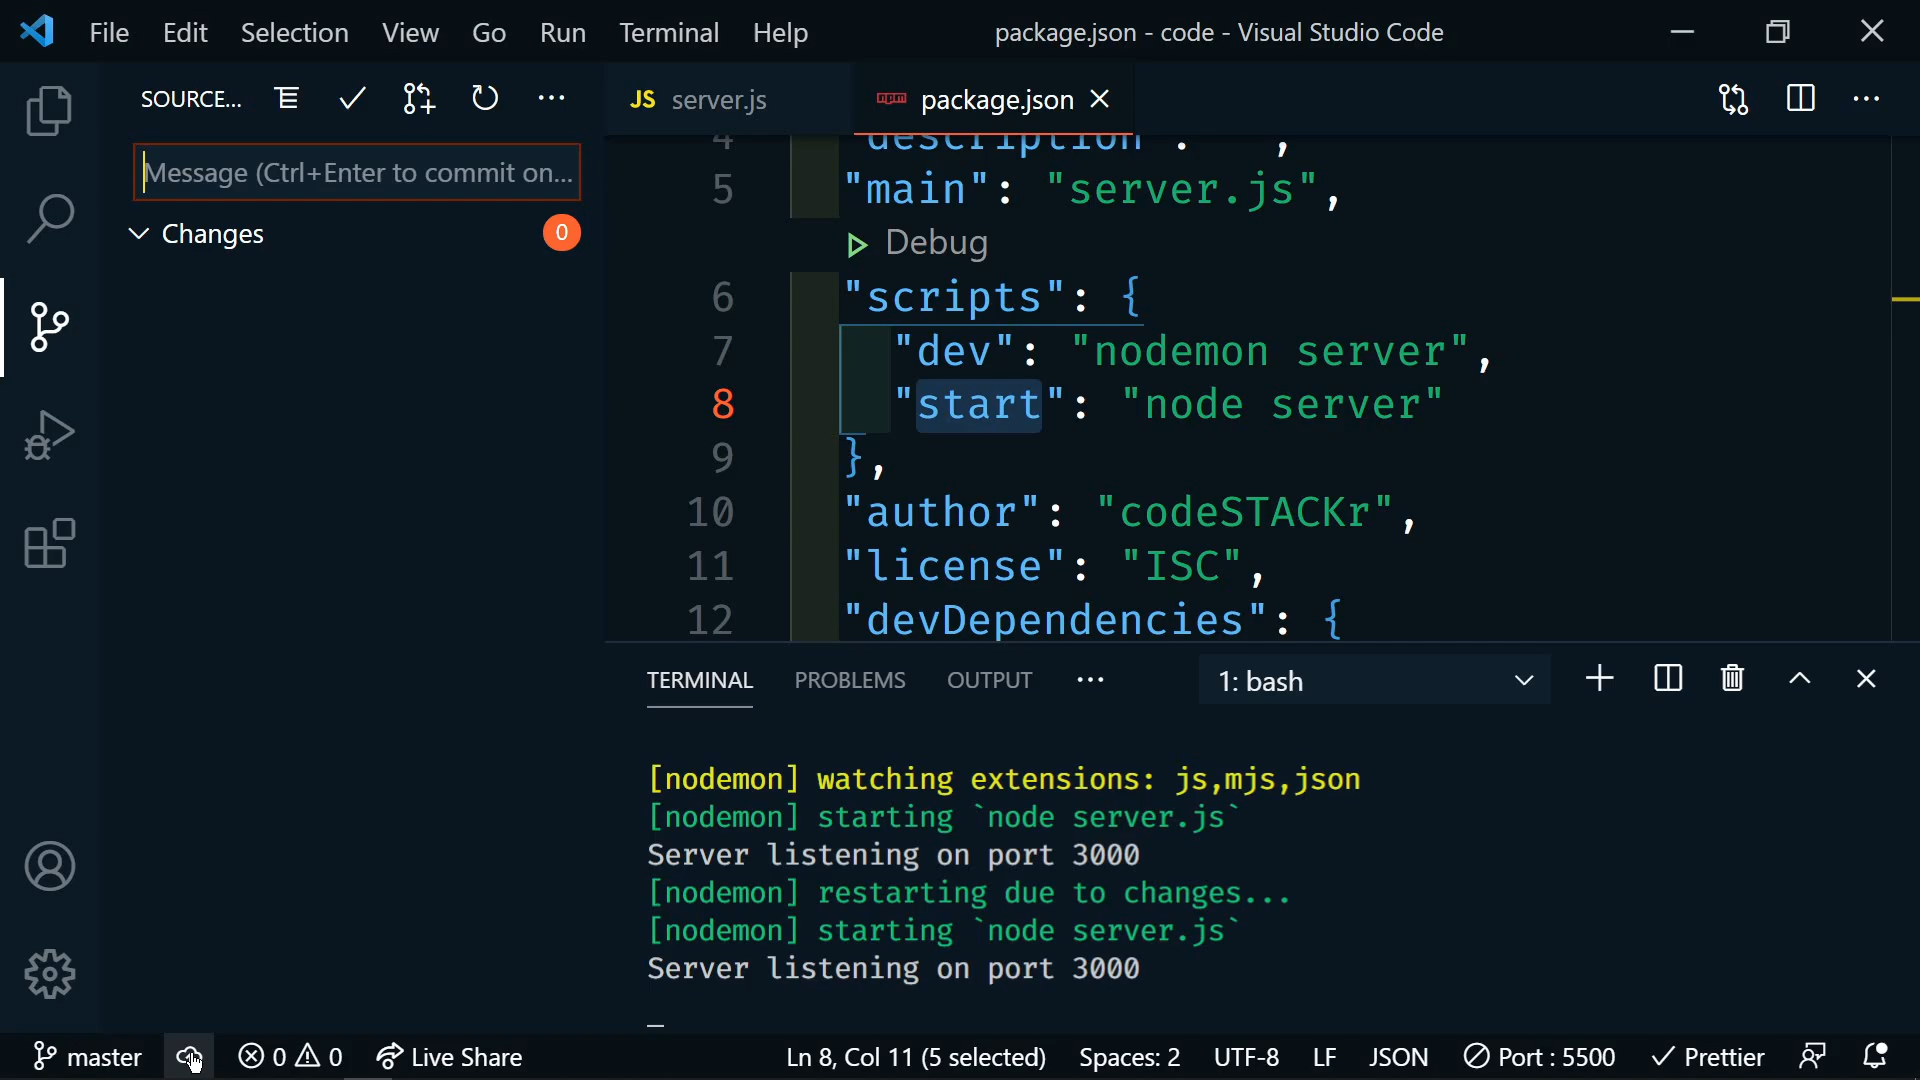 File Edit Selection View Go Run Terminal Help package.json - code - Visual Studio Code
SOURCE...
JS server.js
package.json
Message (Ctrl+Enter to commit on...
Changes 0
4 "description": "",
5 "main": "server.js",
Debug
6 "scripts": {
7 "dev": "nodemon server",
8 "start": "node server"
9 },
10 "author": "codeSTACKr",
11 "license": "ISC",
12 "devDependencies": {
TERMINAL PROBLEMS OUTPUT ... 1: bash
[nodemon] watching extensions: js,mjs,json
[nodemon] starting `node server.js`
Server listening on port 3000
[nodemon] restarting due to changes...
[nodemon] starting `node server.js`
Server listening on port 3000
master 0 0 Live Share Ln 8, Col 11 (5 selected) Spaces: 2 UTF-8 LF JSON Port : 5500 Prettier